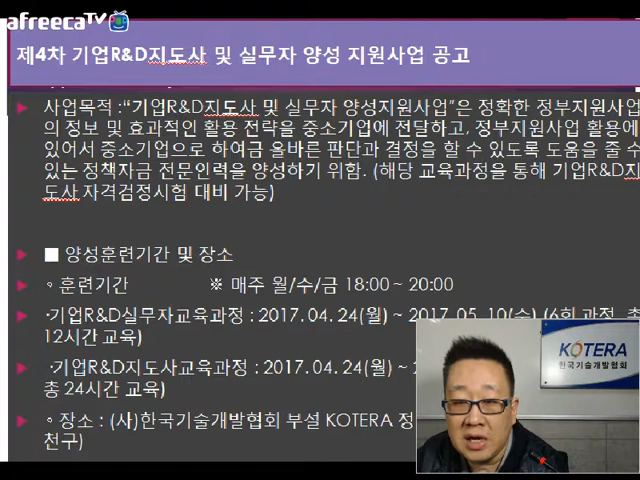 afreecaTV
제4차 기업R&D지도사 및 실무자 양성 지원사업 공고
사업목적 :“기업R&D지도사 및 실무자 양성지원사업”은 정확한 정부지원사업
의 정보 및 효과적인 활용 전략을 중소기업에 전달하고, 정부지원사업 활용에
있어서 중소기업으로 하여금 올바른 판단과 결정을 할 수 있도록 도움을 줄 수
있는 정책자금 전문인력을 양성하기 위함. (해당 교육과정을 통해 기업R&D지
도사 자격검정시험 대비 가능)
■ 양성훈련기간 및 장소
◦ 훈련기간 ※ 매주 월/수/금 18:00 ~ 20:00
·기업R&D실무자교육과정 : 2017. 04. 24(월) ~ 2017. 05. 10(수) (6회 과정, 총
12시간 교육)
·기업R&D지도사교육과정 : 2017. 04. 24(월) ~
총 24시간 교육)
◦ 장소 : (사)한국기술개발협회 부설 KOTERA 정
천구)
KOTERA
한국기술개발협회